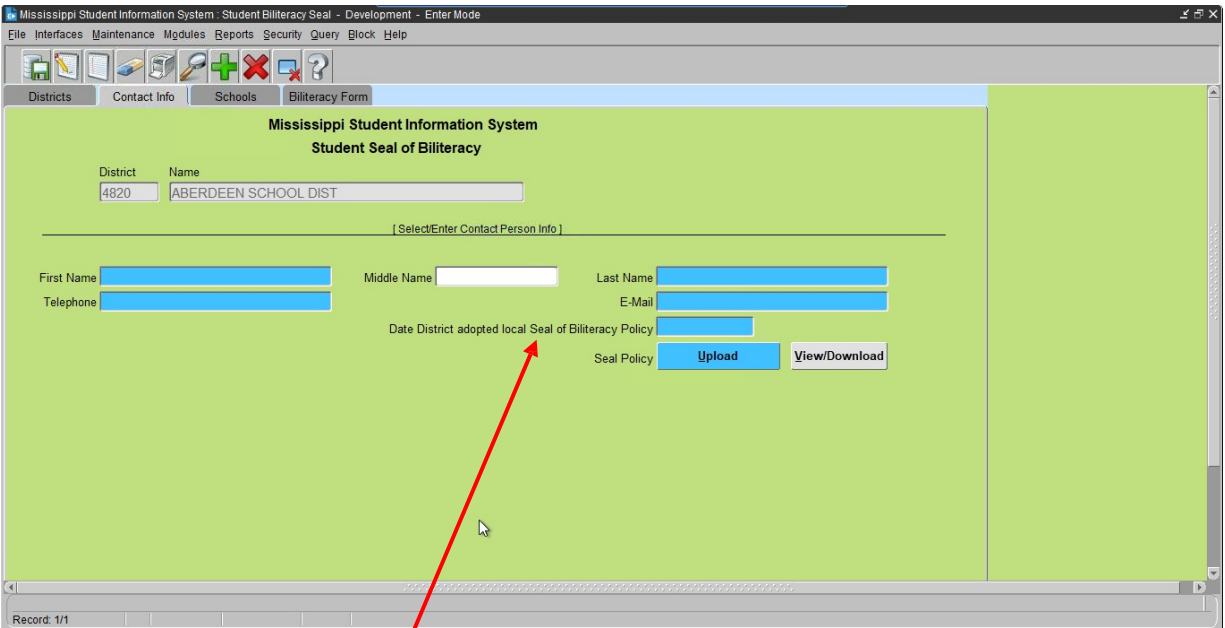 Mississippi Student Information System : Student Biliteracy Seal - Development - Enter Mode
File Interfaces Maintenance Modules Reports Security Query Block Help
Districts Contact Info Schools Biliteracy Form
Mississippi Student Information System
Student Seal of Biliteracy
District Name
4820 ABERDEEN SCHOOL DIST
[ Select/Enter Contact Person Info ]
First Name Middle Name Last Name
Telephone E-Mail
Date District adopted local Seal of Biliteracy Policy
Seal Policy Upload View/Download
Record: 1/1